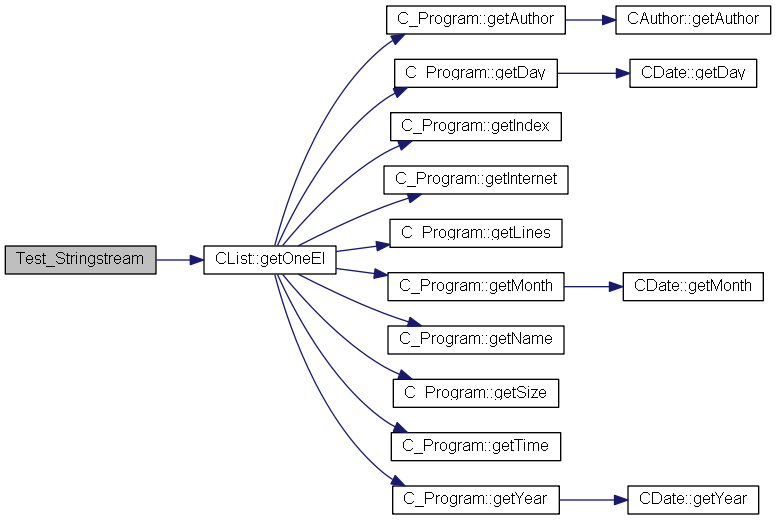 C_Program::getAuthor
CAuthor::getAuthor
C_Program::getDay
CDate::getDay
C_Program::getIndex
C_Program::getInternet
C_Program::getLines
Test_Stringstream
CList::getOneEl
C_Program::getMonth
CDate::getMonth
C_Program::getName
C_Program::getSize
C_Program::getTime
C_Program::getYear
CDate::getYear